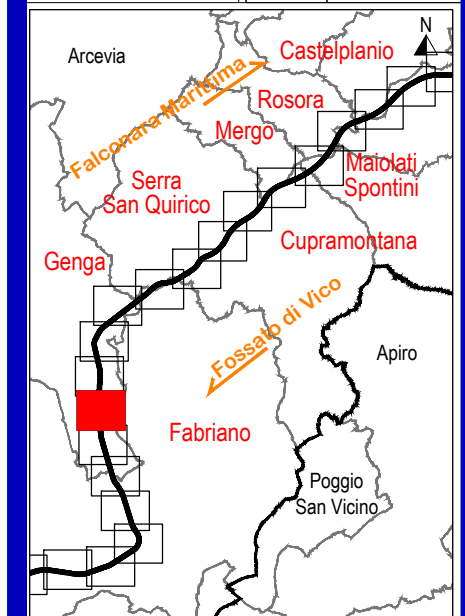 N
Castelplanio
Arcevia
Falconara Marittima
Rosora
Mergo
Maiolati
Spontini
Serra
San Quirico
Cupramontana
Genga
Fossato di Vico
Apiro
Fabriano
Poggio
San Vicino